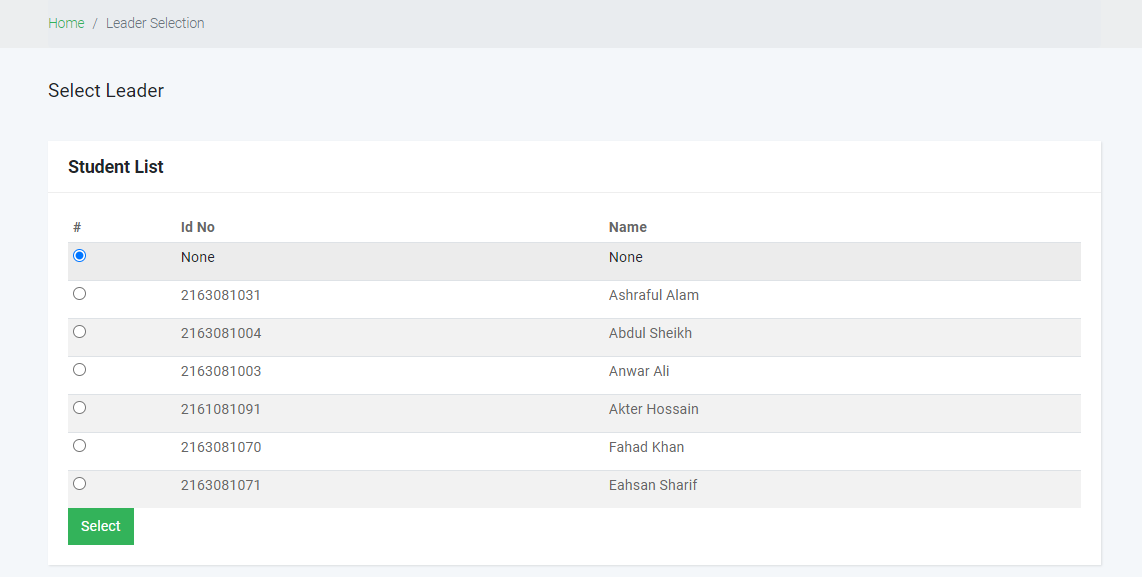 Home / Leader Selection
Select Leader
Student List
# Id No Name
None None
2163081031 Ashraful Alam
2163081004 Abdul Sheikh
2163081003 Anwar Ali
2161081091 Akter Hossain
2163081070 Fahad Khan
2163081071 Eahsan Sharif
Select